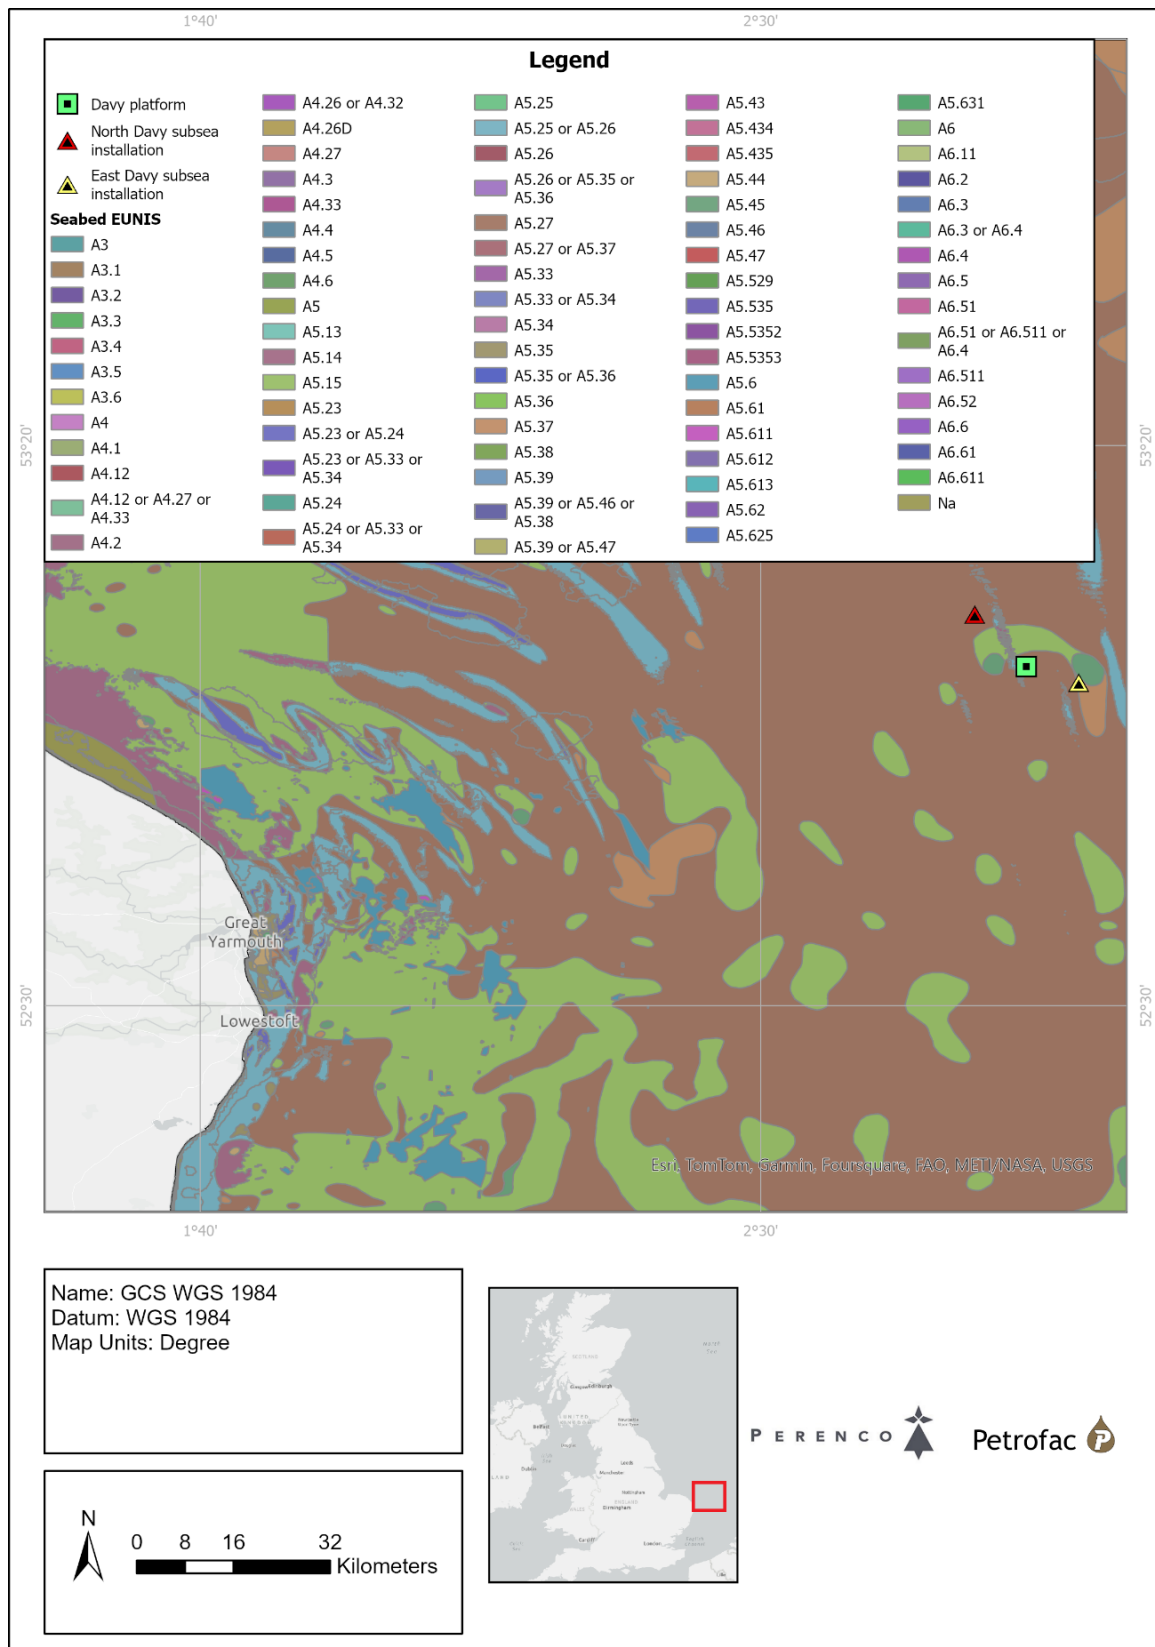 1°40'
2°30'
Legend
Davy platform
North Davy subsea
installation
East Davy subsea
installation
Seabed EUNIS
A3
A3.1
A3.2
A3.3
A3.4
A3.5
A3.6
A4
A4.1
A4.12
A4.12 or A4.27 or
A4.33
A4.2
A4.26 or A4.32
A4.26D
A4.27
A4.3
A4.33
A4.4
A4.5
A4.6
A5
A5.13
A5.14
A5.15
A5.23
A5.23 or A5.24
A5.23 or A5.33 or
A5.34
A5.24
A5.24 or A5.33 or
A5.34
A5.25
A5.25 or A5.26
A5.26
A5.26 or A5.35 or
A5.36
A5.27
A5.27 or A5.37
A5.33
A5.33 or A5.34
A5.34
A5.35
A5.35 or A5.36
A5.36
A5.37
A5.38
A5.39
A5.39 or A5.46 or
A5.38
A5.39 or A5.47
A5.43
A5.434
A5.435
A5.44
A5.45
A5.46
A5.47
A5.529
A5.535
A5.5352
A5.5353
A5.6
A5.61
A5.611
A5.612
A5.613
A5.62
A5.625
A5.631
A6
A6.11
A6.2
A6.3
A6.3 or A6.4
A6.4
A6.5
A6.51
A6.51 or A6.511 or
A6.4
A6.511
A6.52
A6.6
A6.61
A6.611
Na
53°20'
53°20'
Great
Yarmouth
52°30'
52°30'
Lowestoft
Esri, TomTom, Garmin, Foursquare, FAO, METI/NASA, USGS
1°40'
2°30'
Name: GCS WGS 1984
Datum: WGS 1984
Map Units: Degree
N
0 8 16 32
Kilometers
PERENCO
Petrofac